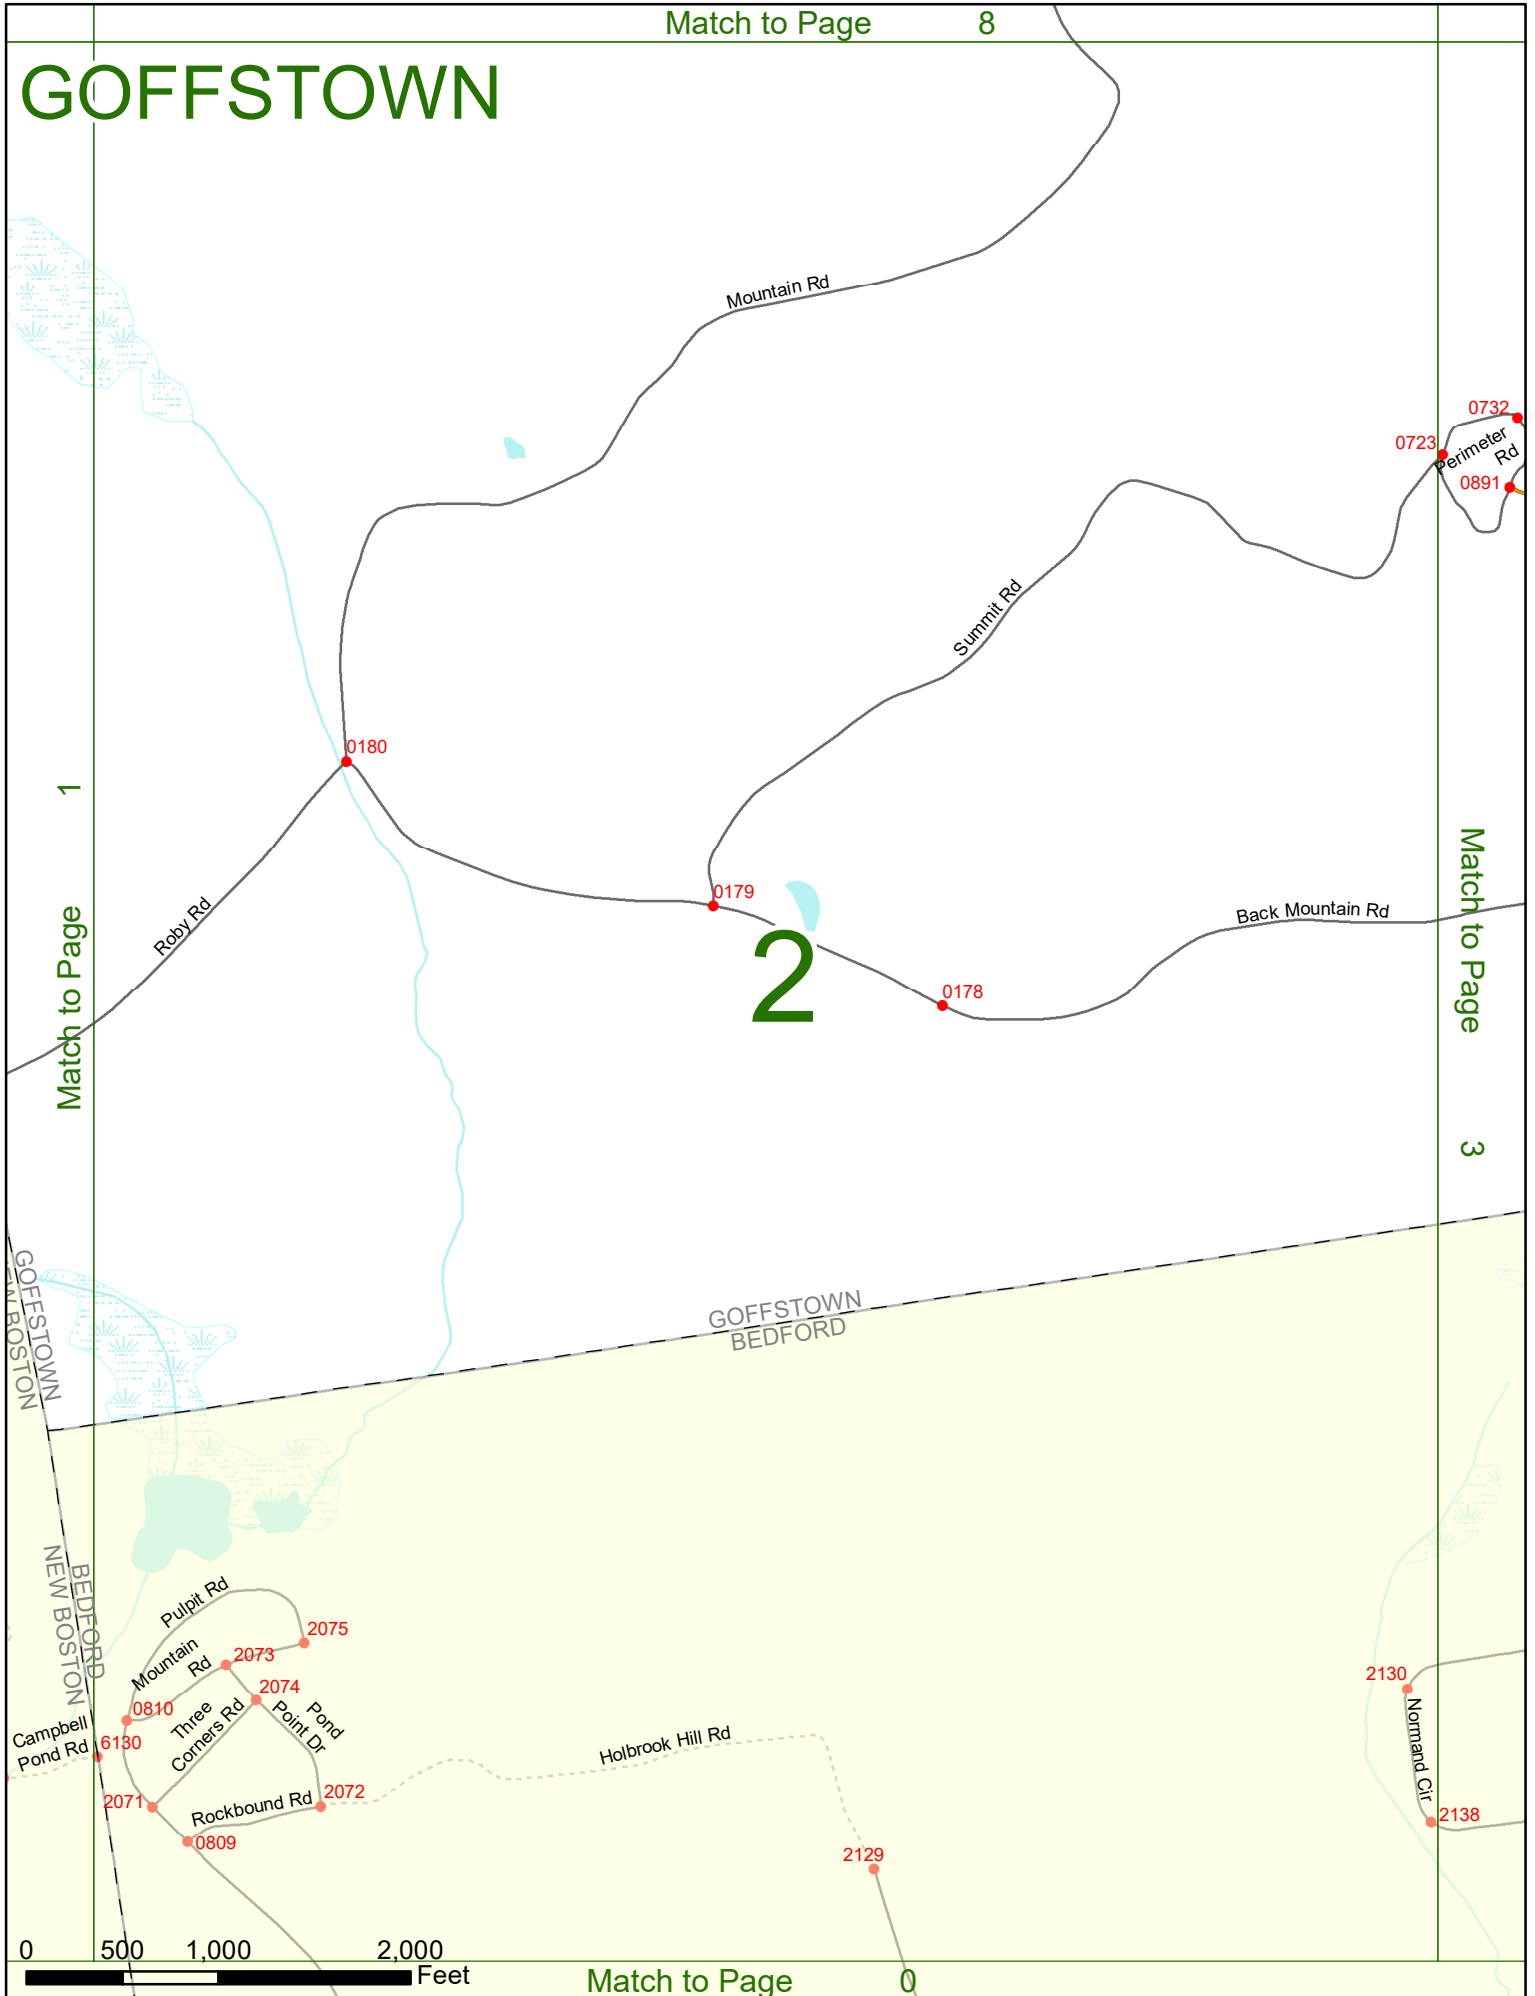 Match to Page 8
GOFFSTOWN
Mountain Rd
0732
0723
Perimeter
Rd
0891
Summit Rd
0180
Match to Page 1
Roby Rd
0179
2
Back Mountain Rd
Match to Page 3
0178
GOFFSTOWN
BOSTON
GOFFSTOWN
BEDFORD
BEDFORD
NEW BOSTON
Pulpit Rd
2075
Mountain
Rd
2073
2074
0810
Three
Corners Rd
Pond
Point Dr
Campbell
Pond Rd
6130
2130
Normand Cir
Holbrook Hill Rd
2071
Rockbound Rd
2072
0809
2138
2129
0 500 1,000 2,000
Feet
Match to Page 0